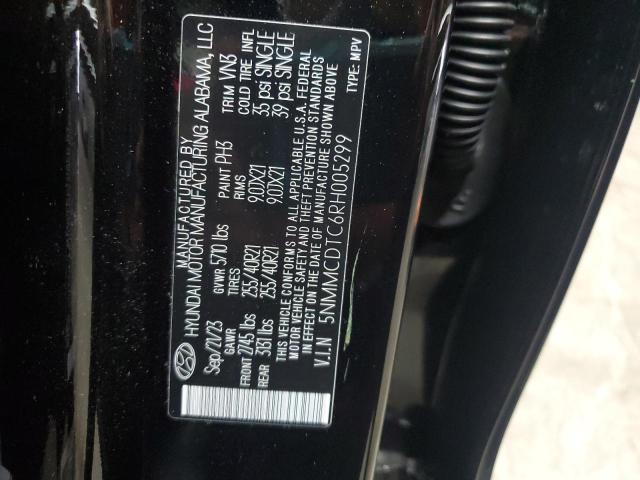 MANUFACTURED BY
HYUNDAI MOTOR MANUFACTURING ALABAMA, LLC
Sep/21/23 GVWR 5710 lbs PAINT PH3 TRIM VN3
GAWR TIRES RIMS COLD TIRE INFL
FRONT 2745 lbs 255/40R21 9.0JX21 35 psi SINGLE
REAR 3131 lbs 255/40R21 9.0JX21 39 psi SINGLE
THIS VEHICLE CONFORMS TO ALL APPLICABLE U.S.A. FEDERAL
MOTOR VEHICLE SAFETY AND THEFT PREVENTION STANDARDS
IN EFFECT ON THE DATE OF MANUFACTURE SHOWN ABOVE
V.I.N 5NMMCDTC6RH005299 TYPE: MPV